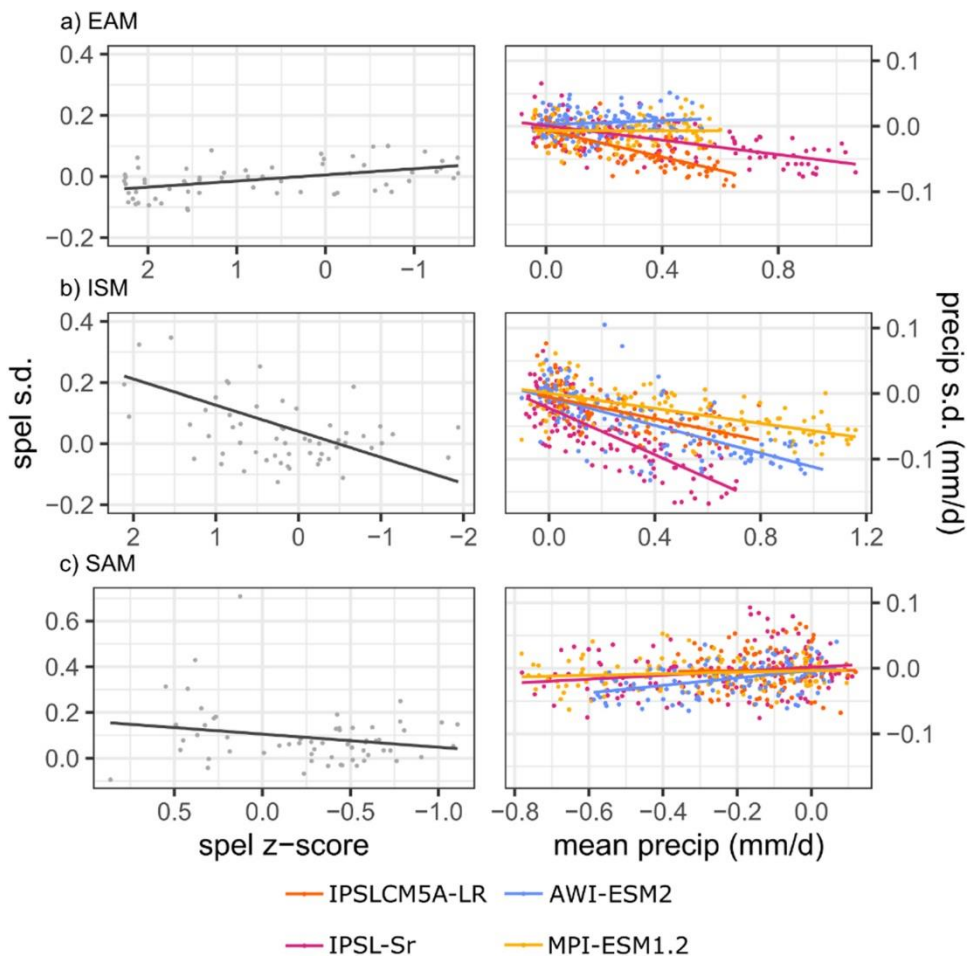 a) EAM
0.4
0.2
0.0
−0.2
2 1 0 −1
0.1
0.0
−0.1
0.0 0.4 0.8
b) ISM
0.4
0.2
0.0
−0.2
2 1 0 −1 −2
0.1
0.0
−0.1
0.0 0.4 0.8 1.2
c) SAM
0.6
0.4
0.2
0.0
0.5 0.0 −0.5 −1.0
0.1
0.0
−0.1
−0.8 −0.6 −0.4 −0.2 0.0
spel s.d.
precip s.d. (mm/d)
spel z−score
mean precip (mm/d)
IPSLCM5A-LR AWI-ESM2
IPSL-Sr MPI-ESM1.2